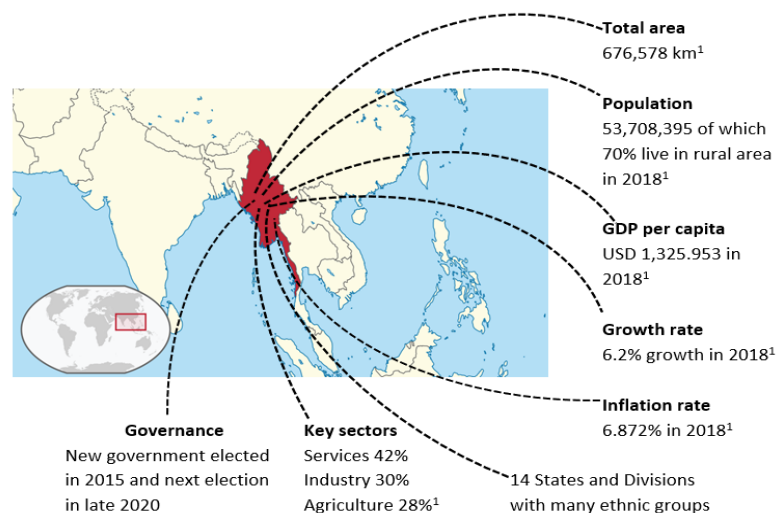 Total area
676,578 km¹
Population
53,708,395 of which
70% live in rural area
in 2018¹
GDP per capita
USD 1,325.953 in
2018¹
Growth rate
6.2% growth in 2018¹
Inflation rate
6.872% in 2018¹
Governance
New government elected
in 2015 and next election
in late 2020
Key sectors
Services 42%
Industry 30%
Agriculture 28%¹
14 States and Divisions
with many ethnic groups